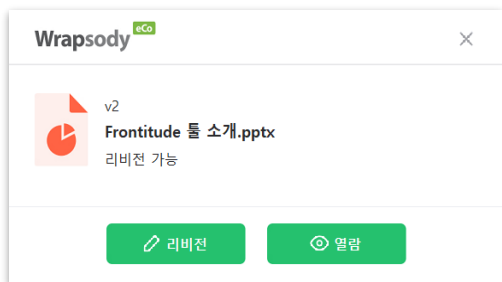 Wrapsody eCo
v2
Frontitude 툴 소개.pptx
리비전 가능
리비전
열람